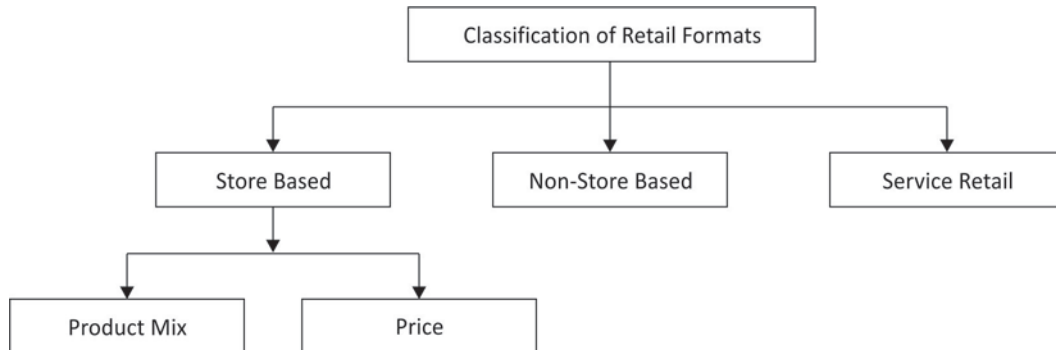 Classification of Retail Formats
Store Based
Non-Store Based
Service Retail
Product Mix
Price